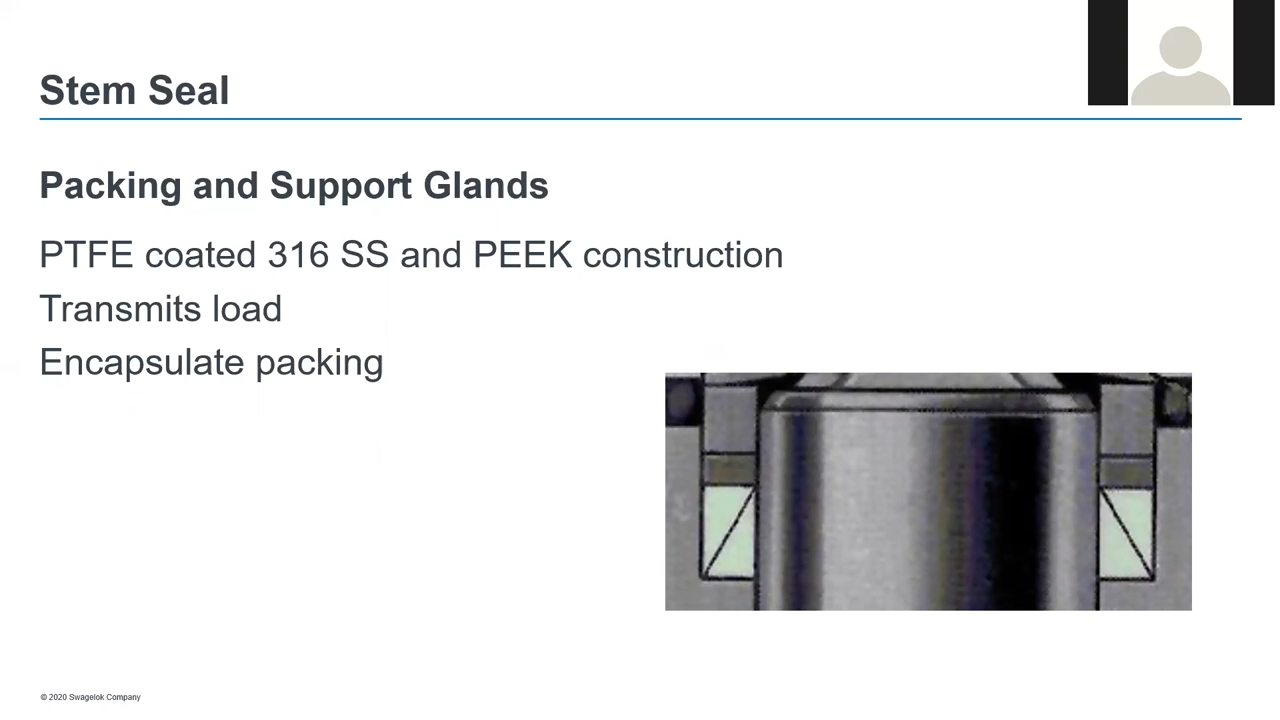 Stem Seal
Packing and Support Glands
PTFE coated 316 SS and PEEK construction
Transmits load
Encapsulate packing
© 2020 Swagelok Company